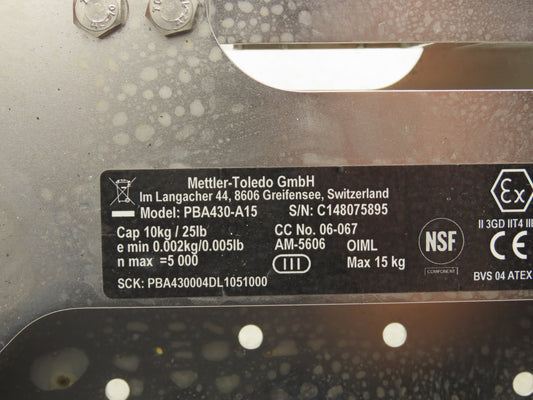 Mettler-Toledo GmbH
Im Langacher 44, 8606 Greifensee, Switzerland
Model: PBA430-A15 S/N: C148075895
Cap 10kg / 25lb CC No. 06-067
e min 0.002kg/0.005lb AM-5606 OIML
n max =5 000 III Max 15 kg
SCK: PBA430004DL1051000
NSF
COMPONENT
Ex
II 3GD IIT4 III
CE
BVS 04 ATEX